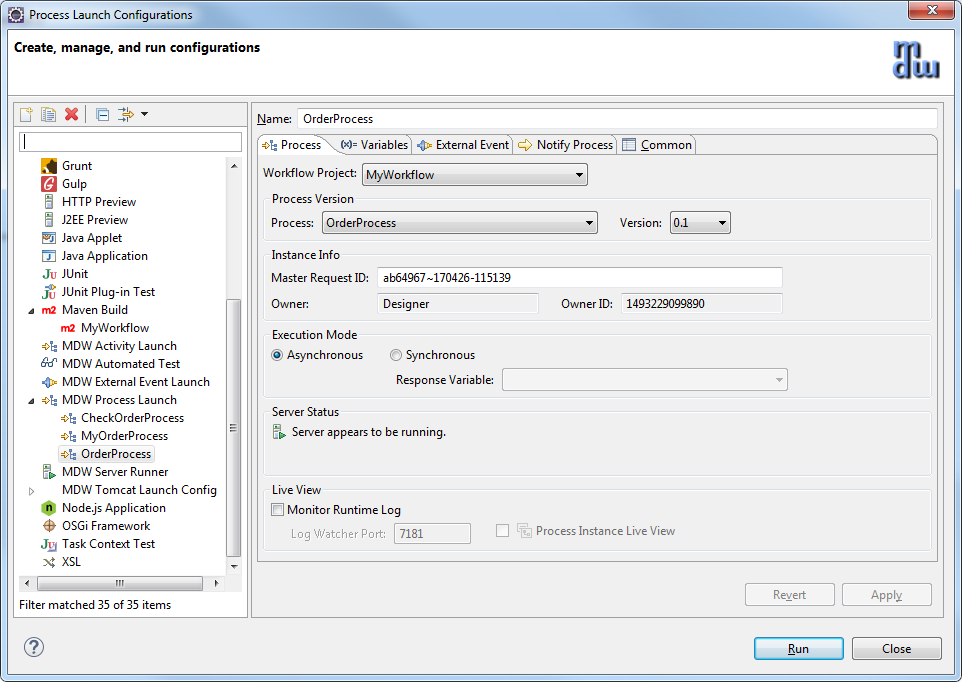 Process Launch Configurations
Create, manage, and run configurations
mdw
Grunt
Gulp
HTTP Preview
J2EE Preview
Java Applet
Java Application
Ju JUnit
JUnit Plug-in Test
m2 Maven Build
m2 MyWorkflow
MDW Activity Launch
MDW Automated Test
MDW External Event Launch
MDW Process Launch
CheckOrderProcess
MyOrderProcess
OrderProcess
MDW Server Runner
MDW Tomcat Launch Config
n Node.js Application
OSGi Framework
Ju Task Context Test
XSL
Filter matched 35 of 35 items
Name: OrderProcess
Process (x)= Variables External Event Notify Process Common
Workflow Project: MyWorkflow
Process Version
Process: OrderProcess Version: 0.1
Instance Info
Master Request ID: ab64967~170426-115139
Owner: Designer Owner ID: 1493229099890
Execution Mode
Asynchronous Synchronous
Response Variable:
Server Status
Server appears to be running.
Live View
Monitor Runtime Log
Log Watcher Port: 7181 Process Instance Live View
Revert Apply
? Run Close